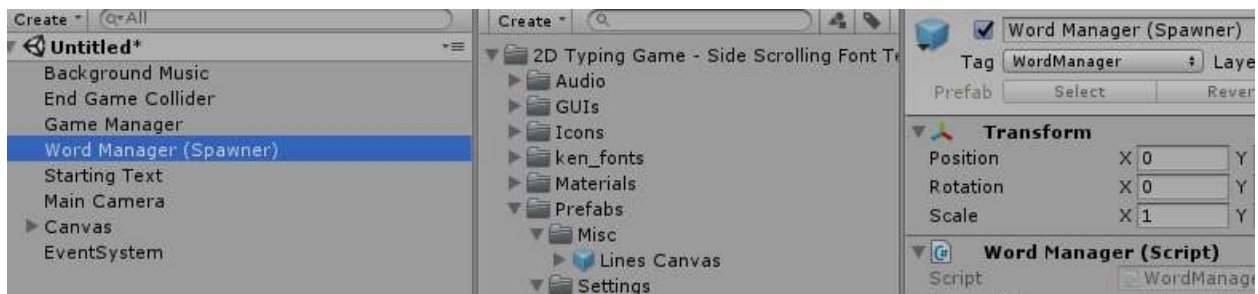 Create
All
Untitled*
Background Music
End Game Collider
Game Manager
Word Manager (Spawner)
Starting Text
Main Camera
Canvas
EventSystem
Create
2D Typing Game - Side Scrolling Font Te
Audio
GUIs
Icons
ken_fonts
Materials
Prefabs
Misc
Lines Canvas
Settings
Word Manager (Spawner)
Tag WordManager Laye
Prefab Select Rever
Transform
Position X 0 Y
Rotation X 0 Y
Scale X 1 Y
Word Manager (Script)
Script WordManage